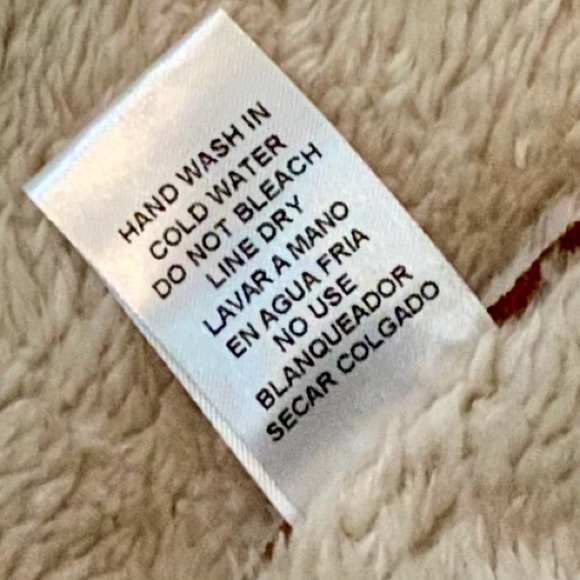 HAND WASH IN
COLD WATER
DO NOT BLEACH
LINE DRY
LAVAR A MANO
EN AGUA FRIA
NO USE
BLANQUEADOR
SECAR COLGADO